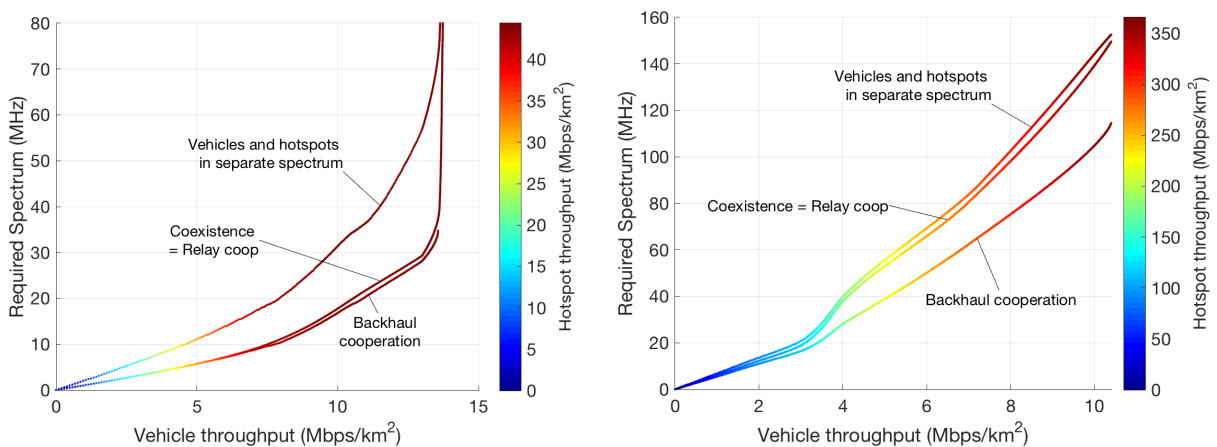 80
70
60
50
40
30
20
10
0
Required Spectrum (MHz)
Vehicles and hotspots
in separate spectrum
Coexistence
= Relay coop
Backhaul
cooperation
0
5
10
15
Vehicle throughput (Mbps/km2)
40
35
30
25
20
15
10
5
0
Hotspot throughput (Mbps/km2)
160
140
120
100
80
60
40
20
0
Required Spectrum (MHz)
Vehicles and hotspots
in separate spectrum
Coexistence = Relay coop
Backhaul cooperation
0
2
4
6
8
10
Vehicle throughput (Mbps/km2)
350
300
250
200
150
100
50
0
Hotspot throughput (Mbps/km2)